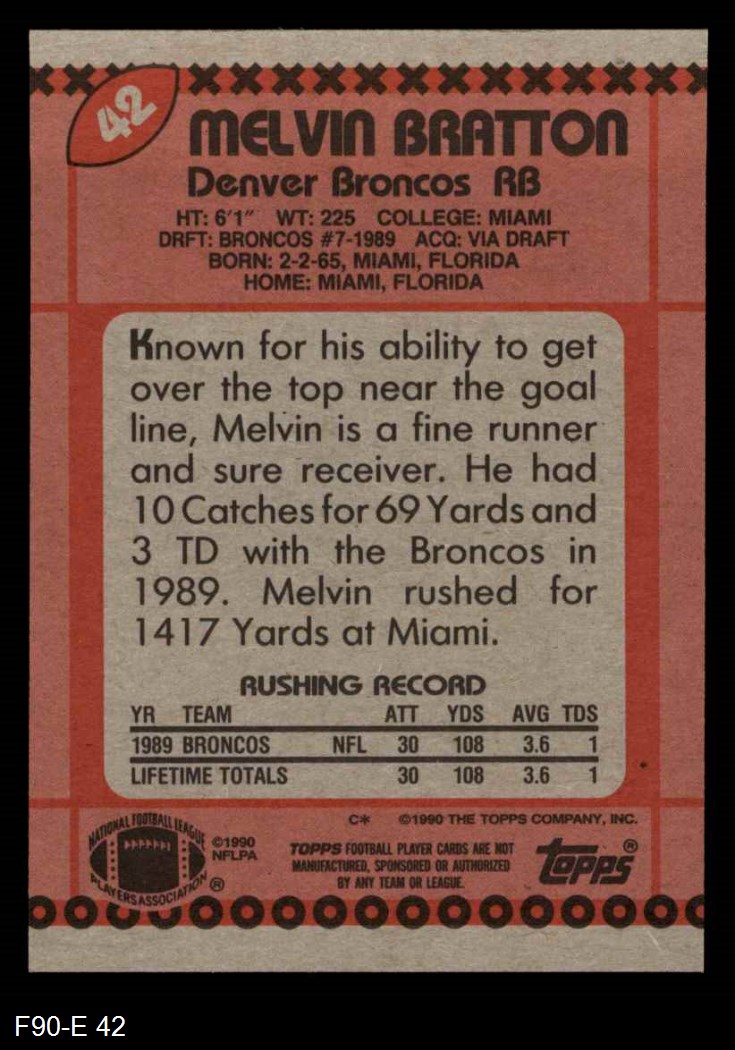 42
MELVIN BRATTON
Denver Broncos RB
HT: 6'1" WT: 225 COLLEGE: MIAMI
DRFT: BRONCOS #7-1989 ACQ: VIA DRAFT
BORN: 2-2-65, MIAMI, FLORIDA
HOME: MIAMI, FLORIDA
Known for his ability to get
over the top near the goal
line, Melvin is a fine runner
and sure receiver. He had
10 Catches for 69 Yards and
3 TD with the Broncos in
1989. Melvin rushed for
1417 Yards at Miami.
RUSHING RECORD
YR TEAM ATT YDS AVG TDS
1989 BRONCOS NFL 30 108 3.6 1
LIFETIME TOTALS 30 108 3.6 1
C* ©1990 THE TOPPS COMPANY, INC.
NATIONAL FOOTBALL LEAGUE
PLAYERS ASSOCIATION ®
©1990
NFLPA
TOPPS FOOTBALL PLAYER CARDS ARE NOT
MANUFACTURED, SPONSORED OR AUTHORIZED
BY ANY TEAM OR LEAGUE.
topps ®
F90-E 42